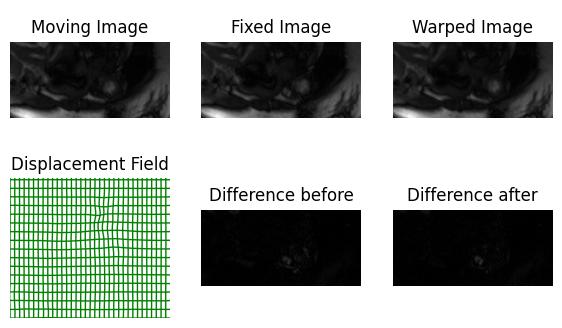 Moving Image
Fixed Image
Warped Image
Displacement Field
Difference before
Difference after